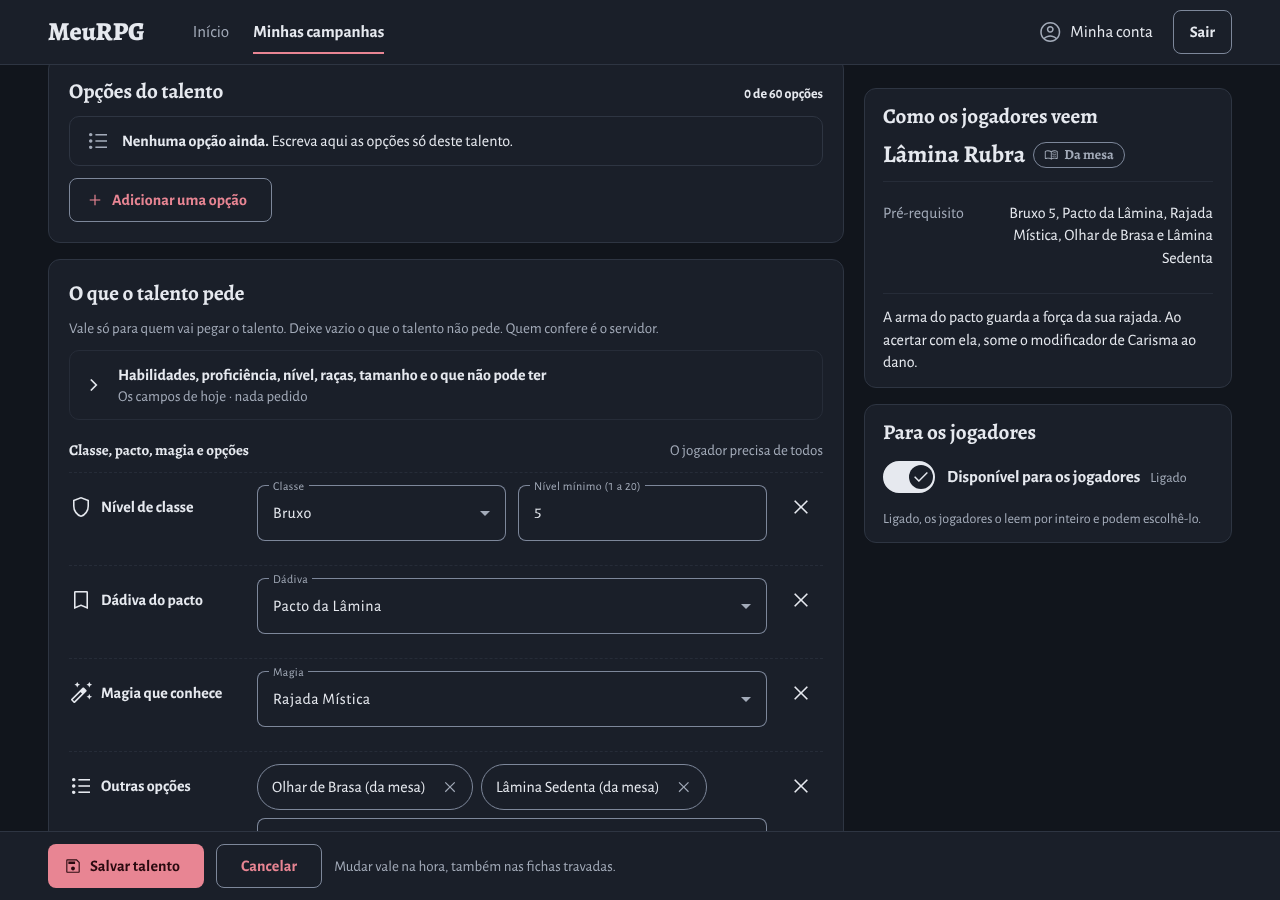 MeuRPG
Início
Minhas campanhas
Minha conta
Sair
Opções do talento
0 de 60 opções
Nenhuma opção ainda. Escreva aqui as opções só deste talento.
Adicionar uma opção
O que o talento pede
Vale só para quem vai pegar o talento. Deixe vazio o que o talento não pede. Quem confere é o servidor.
Habilidades, proficiência, nível, raças, tamanho e o que não pode ter
Os campos de hoje · nada pedido
Classe, pacto, magia e opções
O jogador precisa de todos
Nível de classe
Classe
Bruxo
Nível mínimo (1 a 20)
5
Dádiva do pacto
Dádiva
Pacto da Lâmina
Magia que conhece
Magia
Rajada Mística
Outras opções
Olhar de Brasa (da mesa)
Lâmina Sedenta (da mesa)
Como os jogadores veem
Lâmina Rubra
Da mesa
Pré-requisito
Bruxo 5, Pacto da Lâmina, Rajada
Mística, Olhar de Brasa e Lâmina
Sedenta
A arma do pacto guarda a força da sua rajada. Ao
acertar com ela, some o modificador de Carisma ao
dano.
Para os jogadores
Disponível para os jogadores
Ligado
Ligado, os jogadores o leem por inteiro e podem escolhê-lo.
Salvar talento
Cancelar
Mudar vale na hora, também nas fichas travadas.